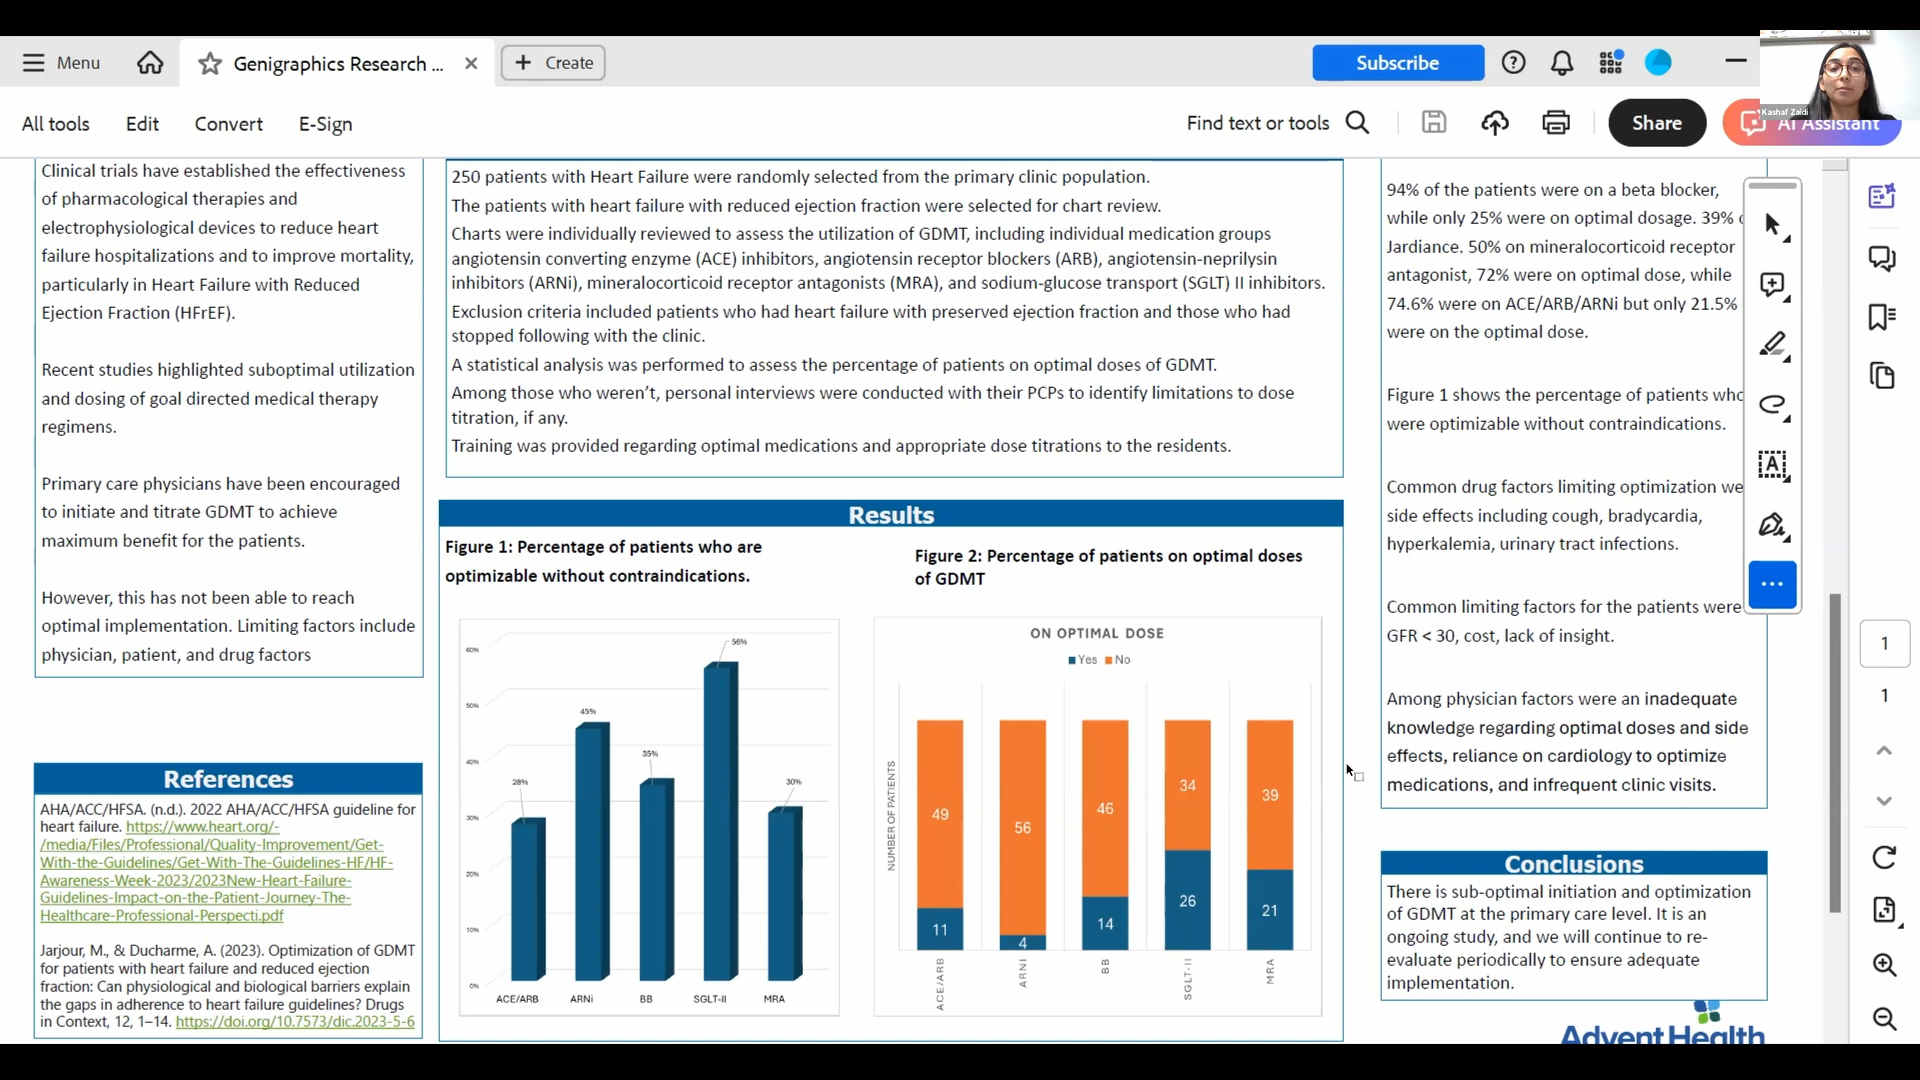 Menu
Genigraphics Research ...
Create
Subscribe
Kashaf Zaidi
All tools
Edit
Convert
E-Sign
Find text or tools
Share
AI Assistant
Clinical trials have established the effectiveness
of pharmacological therapies and
electrophysiological devices to reduce heart
failure hospitalizations and to improve mortality,
particularly in Heart Failure with Reduced
Ejection Fraction (HFrEF).
Recent studies highlighted suboptimal utilization
and dosing of goal directed medical therapy
regimens.
Primary care physicians have been encouraged
to initiate and titrate GDMT to achieve
maximum benefit for the patients.
However, this has not been able to reach
optimal implementation. Limiting factors include
physician, patient, and drug factors
References
AHA/ACC/HFSA. (n.d.). 2022 AHA/ACC/HFSA guideline for
heart failure. https://www.heart.org/-
/media/Files/Professional/Quality-Improvement/Get-
With-the-Guidelines/Get-With-The-Guidelines-HF/HF-
Awareness-Week-2023/2023New-Heart-Failure-
Guidelines-Impact-on-the-Patient-Journey-The-
Healthcare-Professional-Perspecti.pdf
Jarjour, M., & Ducharme, A. (2023). Optimization of GDMT
for patients with heart failure and reduced ejection
fraction: Can physiological and biological barriers explain
the gaps in adherence to heart failure guidelines? Drugs
in Context, 12, 1–14. https://doi.org/10.7573/dic.2023-5-6
250 patients with Heart Failure were randomly selected from the primary clinic population.
The patients with heart failure with reduced ejection fraction were selected for chart review.
Charts were individually reviewed to assess the utilization of GDMT, including individual medication groups
angiotensin converting enzyme (ACE) inhibitors, angiotensin receptor blockers (ARB), angiotensin-neprilysin
inhibitors (ARNi), mineralocorticoid receptor antagonists (MRA), and sodium-glucose transport (SGLT) II inhibitors.
Exclusion criteria included patients who had heart failure with preserved ejection fraction and those who had
stopped following with the clinic.
A statistical analysis was performed to assess the percentage of patients on optimal doses of GDMT.
Among those who weren't, personal interviews were conducted with their PCPs to identify limitations to dose
titration, if any.
Training was provided regarding optimal medications and appropriate dose titrations to the residents.
Results
Figure 1: Percentage of patients who are
optimizable without contraindications.
60%
50%
40%
30%
20%
10%
0%
28%
45%
35%
56%
30%
ACE/ARB
ARNi
BB
SGLT-II
MRA
Figure 2: Percentage of patients on optimal doses
of GDMT
ON OPTIMAL DOSE
Yes No
NUMBER OF PATIENTS
49
56
46
34
39
11
4
14
26
21
ACE/ARB
ARNI
BB
SGLT-II
MRA
94% of the patients were on a beta blocker,
while only 25% were on optimal dosage. 39%
Jardiance. 50% on mineralocorticoid receptor
antagonist, 72% were on optimal dose, while
74.6% were on ACE/ARB/ARNi but only 21.5%
were on the optimal dose.
Figure 1 shows the percentage of patients who
were optimizable without contraindications.
Common drug factors limiting optimization we
side effects including cough, bradycardia,
hyperkalemia, urinary tract infections.
Common limiting factors for the patients were
GFR < 30, cost, lack of insight.
Among physician factors were an inadequate
knowledge regarding optimal doses and side
effects, reliance on cardiology to optimize
medications, and infrequent clinic visits.
Conclusions
There is sub-optimal initiation and optimization
of GDMT at the primary care level. It is an
ongoing study, and we will continue to re-
evaluate periodically to ensure adequate
implementation.
AdventHealth
1
1